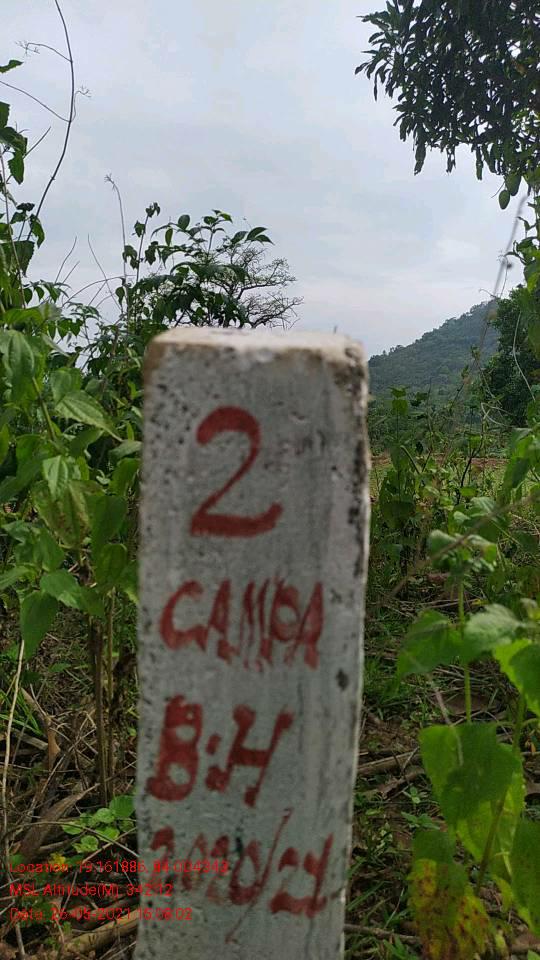 2
CAMPA
B:H
Location: 19.161886, 84.004343
MSL Altitude(M): 342.12
Date: 26-05-2021 16:08:02